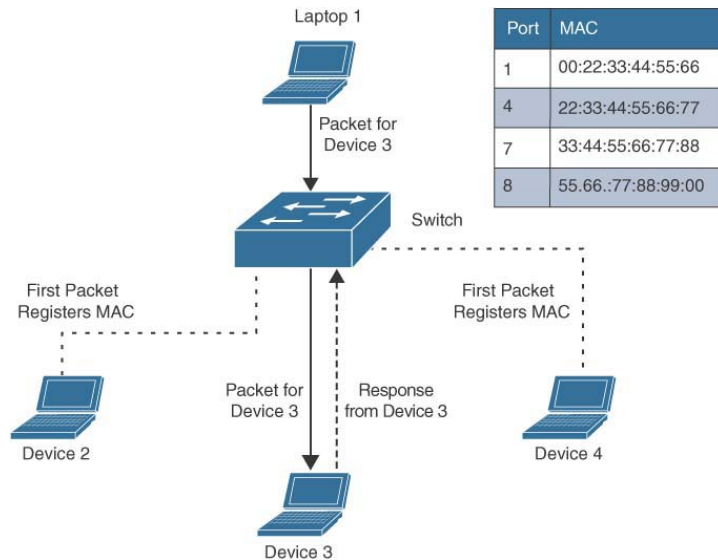 Laptop 1
Port MAC
1 00:22:33:44:55:66
4 22:33:44:55:66:77
7 33:44:55:66:77:88
8 55.66.:77:88:99:00
Packet for
Device 3
Switch
First Packet
Registers MAC
First Packet
Registers MAC
Packet for
Device 3
Response
from Device 3
Device 2
Device 4
Device 3